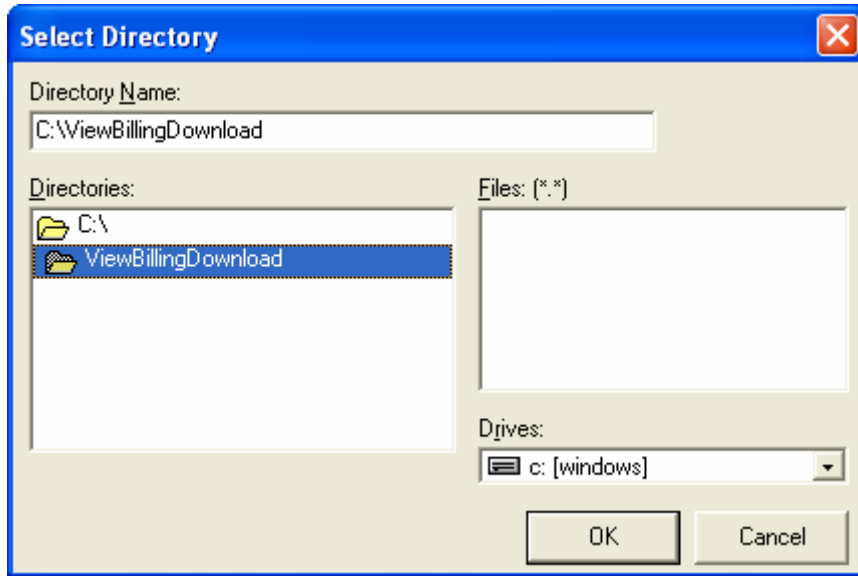 Select Directory
Directory Name:
C:\ViewBillingDownload
Directories:
C:\
ViewBillingDownload
Files: (*.*)
Drives:
c: [windows]
OK
Cancel